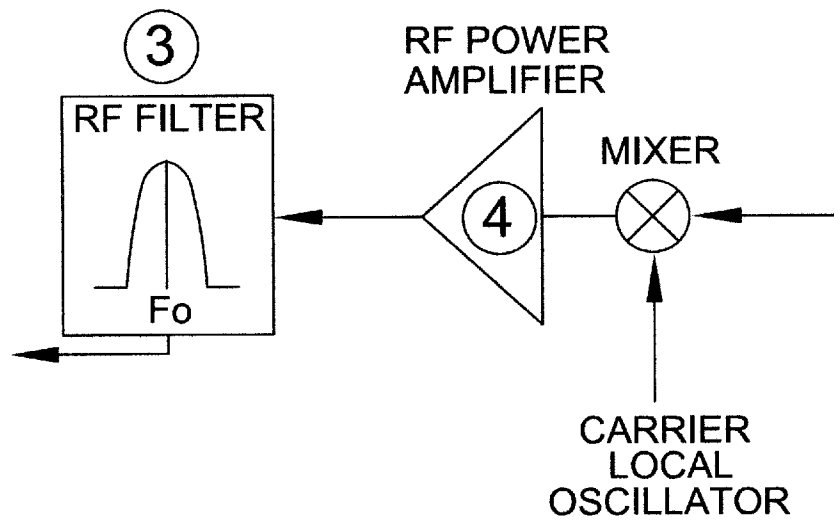 3
RF FILTER
Fo
RF POWER
AMPLIFIER
4
MIXER
CARRIER
LOCAL
OSCILLATOR